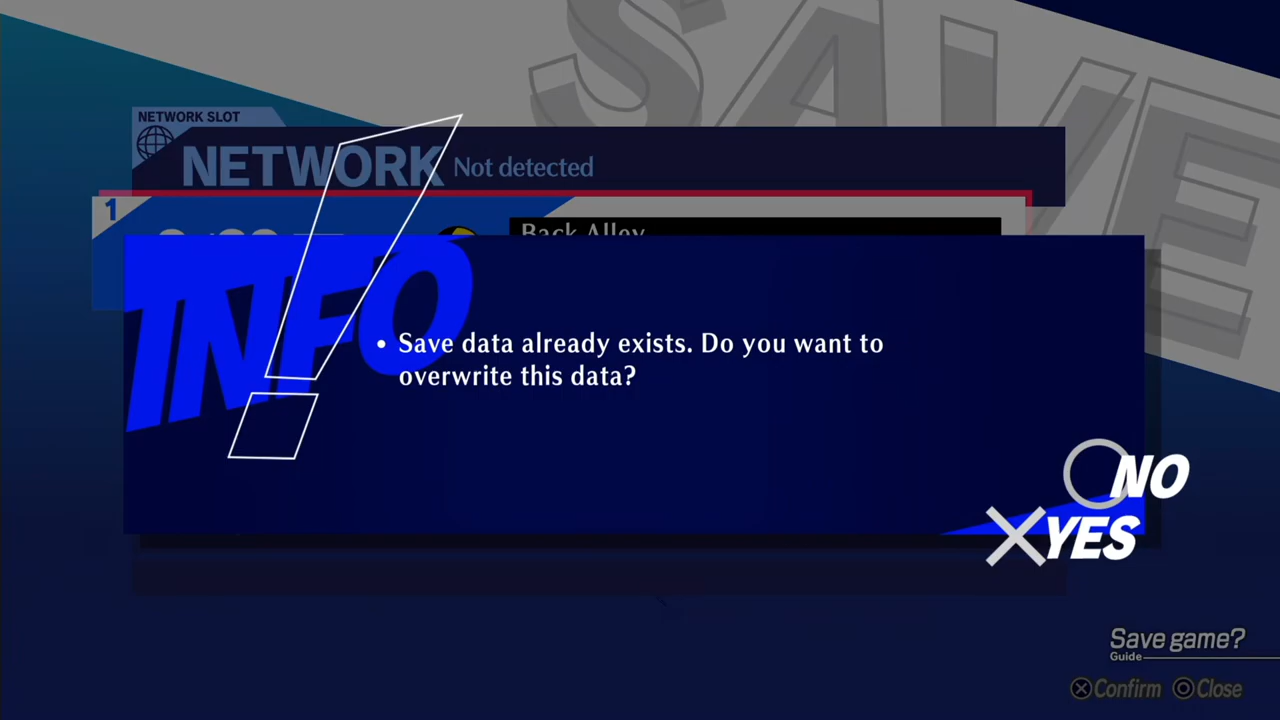 SAVE
NETWORK SLOT
NETWORK Not detected
1
Back Alley
INFO
• Save data already exists. Do you want to
overwrite this data?
NO
YES
Save game?
Guide
Confirm Close